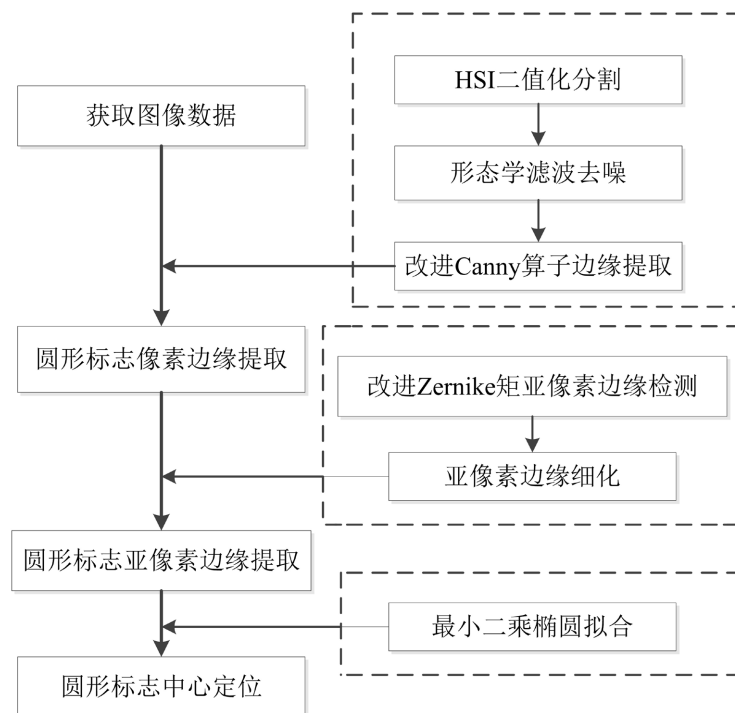 HSI二值化分割
获取图像数据
形态学滤波去噪
改进Canny算子边缘提取
圆形标志像素边缘提取
改进Zernike矩亚像素边缘检测
亚像素边缘细化
圆形标志亚像素边缘提取
最小二乘椭圆拟合
圆形标志中心定位